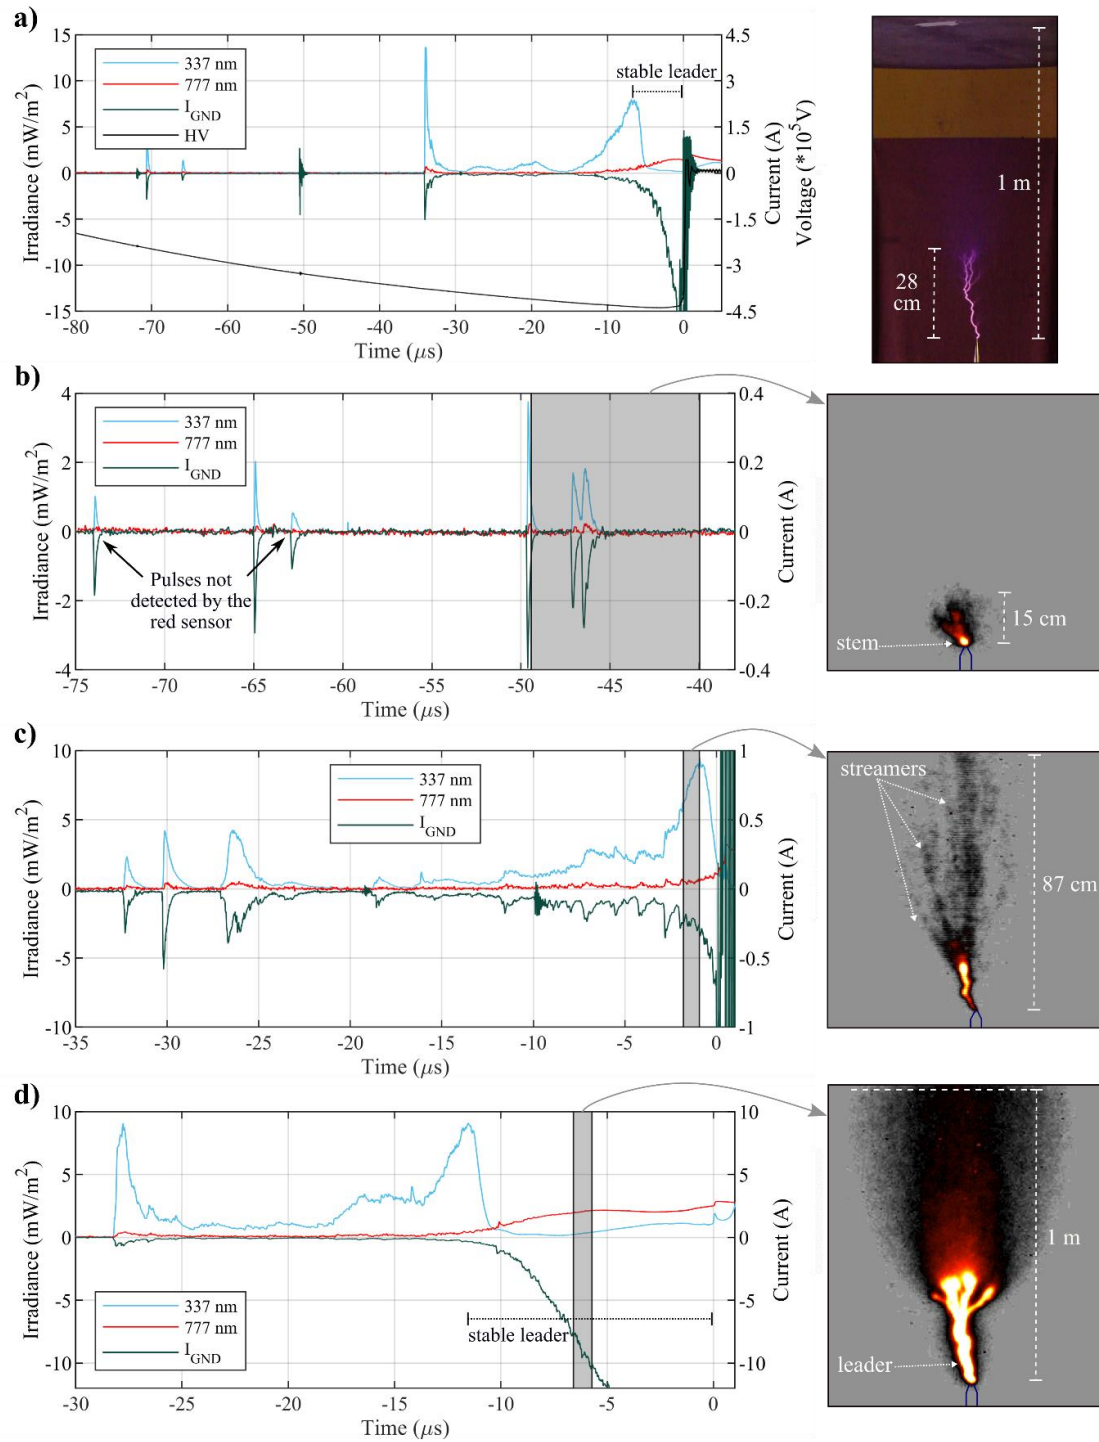 a)
337 nm
777 nm
I_GND
HV
stable leader
Irradiance (mW/m²)
15
10
5
0
-5
-10
-15
4.5
3
1.5
0
-1.5
-3
-4.5
Current (A)
Voltage (*10⁵V)
-80 -70 -60 -50 -40 -30 -20 -10 0
Time (μs)
1 m
28
cm
b)
337 nm
777 nm
I_GND
Pulses not
detected by the
red sensor
Irradiance (mW/m²)
4
2
0
-2
-4
0.4
0.2
0
-0.2
-0.4
Current (A)
-75 -70 -65 -60 -55 -50 -45 -40
Time (μs)
15 cm
stem
c)
337 nm
777 nm
I_GND
Irradiance (mW/m²)
10
5
0
-5
-10
1
0.5
0
-0.5
-1
Current (A)
-35 -30 -25 -20 -15 -10 -5 0
Time (μs)
streamers
87 cm
d)
337 nm
777 nm
I_GND
stable leader
Irradiance (mW/m²)
10
5
0
-5
-10
10
5
0
-5
-10
Current (A)
-30 -25 -20 -15 -10 -5 0
Time (μs)
1 m
leader